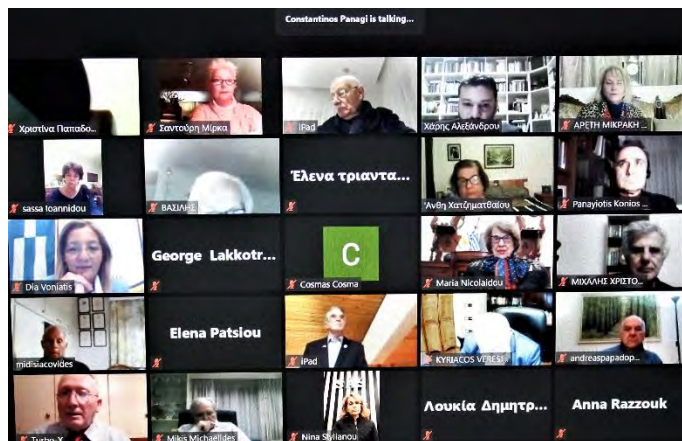 Constantinos Panagi is talking...
Χριστίνα Παπαδο...
Σαντούρη Μίρκα
iPad
Χάρης Αλεξάνδρου
ΑΡΕΤΗ ΜΙΚΡΑΚΗ ...
sassa Ioannidou
ΒΑΣΙΛΗΣ
Έλενα τριαντα...
Άνθη Χατζηματθαίου
Panayiotis Konios ...
Dia Voniatis
George Lakkotr...
C
Cosmas Cosma
Maria Nicolaidou
ΜΙΧΑΛΗΣ ΧΡΙΣΤΟ...
midisiacovides
Elena Patsiou
iPad
KYRIACOS VERESI...
andreaspapadop...
Turbo-X
Mikis Michaelides
Nina Stylianou
Λουκία Δημητρ...
Anna Razzouk